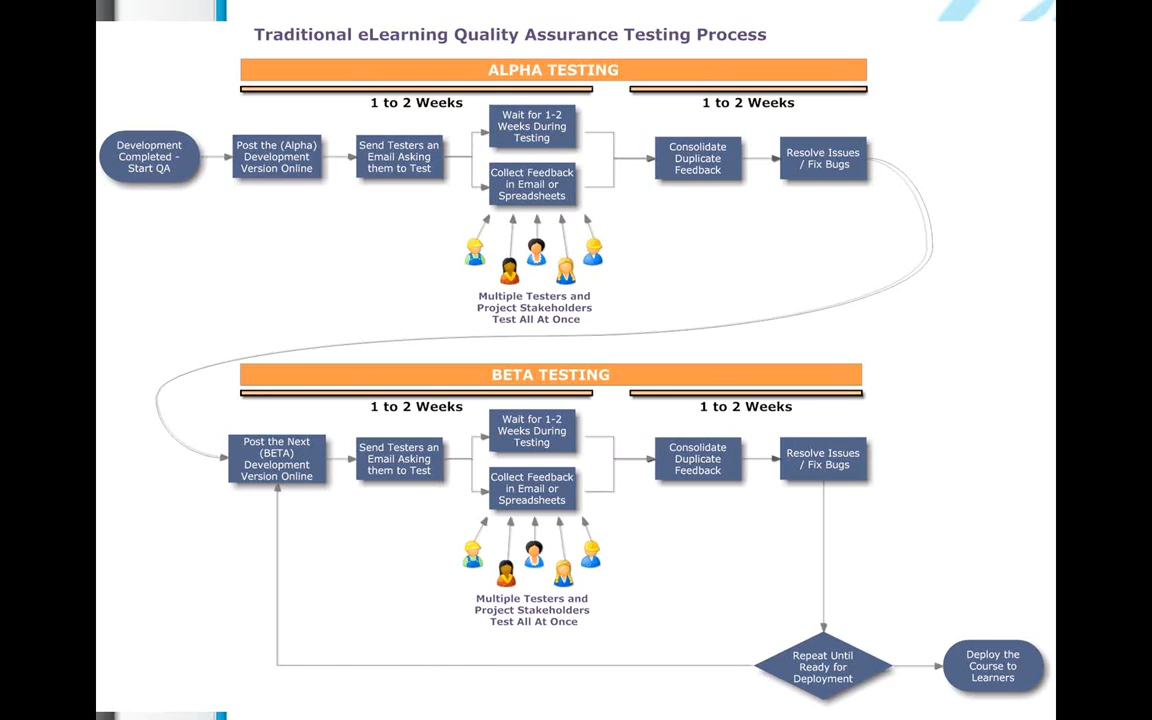 Traditional eLearning Quality Assurance Testing Process
ALPHA TESTING
1 to 2 Weeks
1 to 2 Weeks
Development
Completed -
Start QA
Post the (Alpha)
Development
Version Online
Send Testers an
Email Asking
them to Test
Wait for 1-2
Weeks During
Testing
Collect Feedback
in Email or
Spreadsheets
Consolidate
Duplicate
Feedback
Resolve Issues
/ Fix Bugs
Multiple Testers and
Project Stakeholders
Test All At Once
BETA TESTING
1 to 2 Weeks
1 to 2 Weeks
Post the Next
(BETA)
Development
Version Online
Send Testers an
Email Asking
them to Test
Wait for 1-2
Weeks During
Testing
Collect Feedback
in Email or
Spreadsheets
Consolidate
Duplicate
Feedback
Resolve Issues
/ Fix Bugs
Multiple Testers and
Project Stakeholders
Test All At Once
Repeat Until
Ready for
Deployment
Deploy the
Course to
Learners